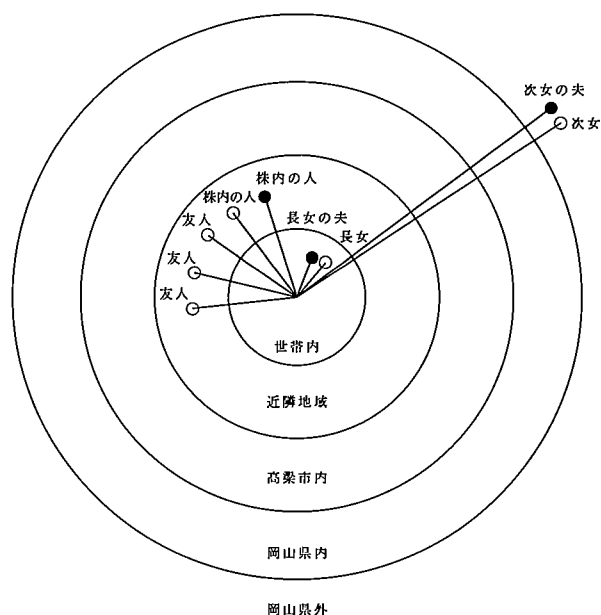 次女の夫
次女
株内の人
株内の人
長女の夫
友人
長女
友人
友人
世帯内
近隣地域
高梁市内
岡山県内
岡山県外